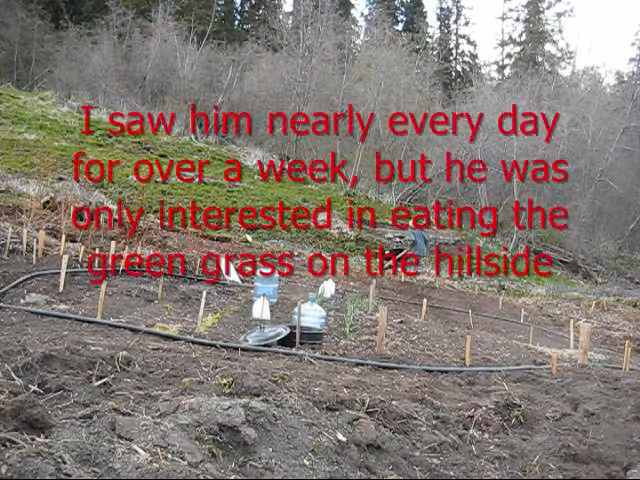 I saw him nearly every day
for over a week, but he was
only interested in eating the
green grass on the hillside